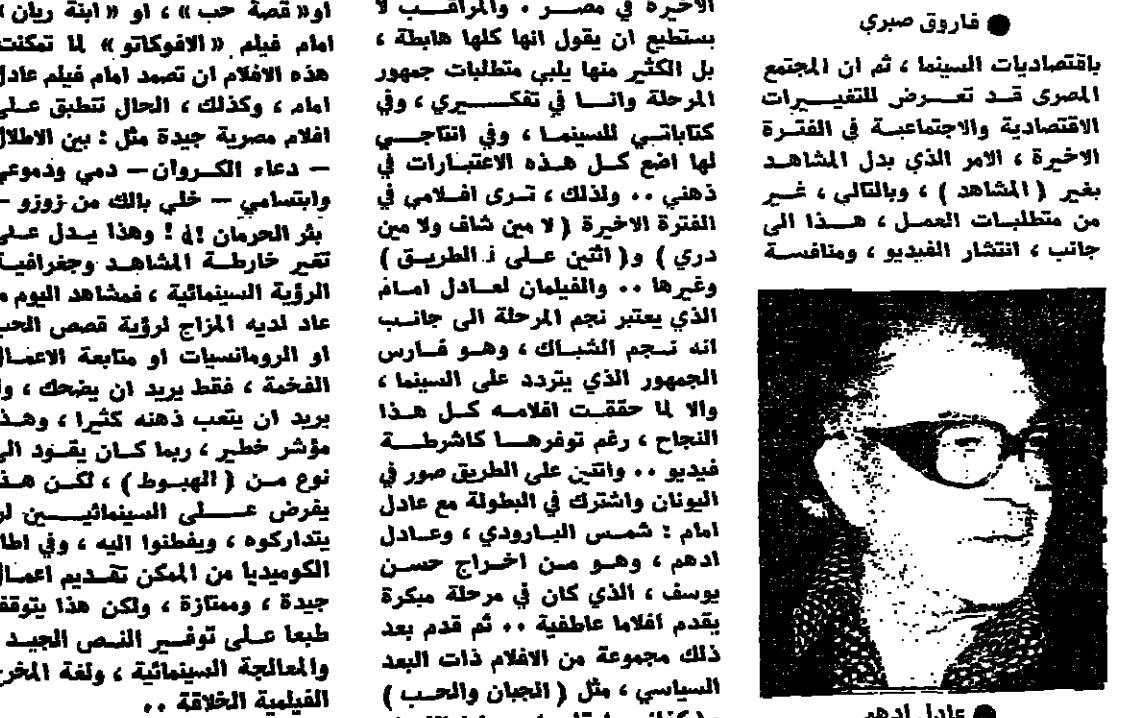 ● فاروق صبري
باقتصاديات السينما ، ثم ان المجتمع
المصرى قد تعرض للتغييرات
الاقتصادية والاجتماعية في الفترة
الاخيرة ، الامر الذي بدل المشاهد
بغير ( المشاهد ) ، وبالتالى ، غير
من متطلبات العمل ، هذا الى
جانب ، انتشار الفيديو ، ومنافسة
● عادل ادهم
الاخيرة في مصر . والمراقب لا
يستطيع ان يقول انها كلها هابطة ،
بل الكثير منها يلبي متطلبات جمهور
المرحلة وانا في تفكيري ، وفي
كتاباتي للسينما ، وفي انتاجي
لها اضع كل هذه الاعتبارات في
ذهني .. ولذلك ، ترى افلامي في
الفترة الاخيرة ( لا مين شاف ولا مين
دري ) و( اثنين على الطريق )
وغيرها .. والفيلمان لعادل امام
الذي يعتبر نجم المرحلة الى جانب
انه نجم الشباك ، وهو فارس
الجمهور الذي يتردد على السينما ،
والا لما حققت افلامه كل هذا
النجاح ، رغم توفرها كاشرطة
فيديو .. واثنين على الطريق صور في
اليونان واشترك في البطولة مع عادل
امام : شمس البارودي ، وعادل
ادهم ، وهو من اخراج حسن
يوسف ، الذي كان في مرحلة مبكرة
يقدم أفلاما عاطفية .. ثم قدم بعد
ذلك مجموعة من الافلام ذات البعد
السياسي ، مثل ( الجبان والحب )
او« قصة حب » ، او « ابنة ريان »
امام فيلم « الافوكاتو » لما تمكنت
هذه الافلام ان تصمد امام فيلم عادل
امام ، وكذلك ، الحال تنطبق على
افلام مصرية جيدة مثل : بين الاطلال
— دعاء الكروان — دمي ودموعي
وابتسامي — خلي بالك من زوزو —
بئر الحرمان !! وهذا يدل على
تغير خارطة المشاهد وجغرافية
الرؤية السينمائية ، فمشاهد اليوم
عاد لديه المزاج لرؤية قصص الحب
او الرومانسيات او متابعة الاعمال
الفخمة ، فقط يريد ان يضحك ،
يريد ان يتعب ذهنه كثيرا ،
مؤشر خطير ، ربما كان يقود الى
نوع من ( الهبوط ) ، لكن
يفرض على السينمائيين
يتداركوه ، ويفطنوا اليه ، وفي
الكوميديا من الممكن تقديم اعمال
جيدة ، وممتازة ، ولكن هذا يتوقف
طبعا على توفير النص الجيد
والمعالجة السينمائية ، ولغة المخرج
الفيلمية الخلاقة ..